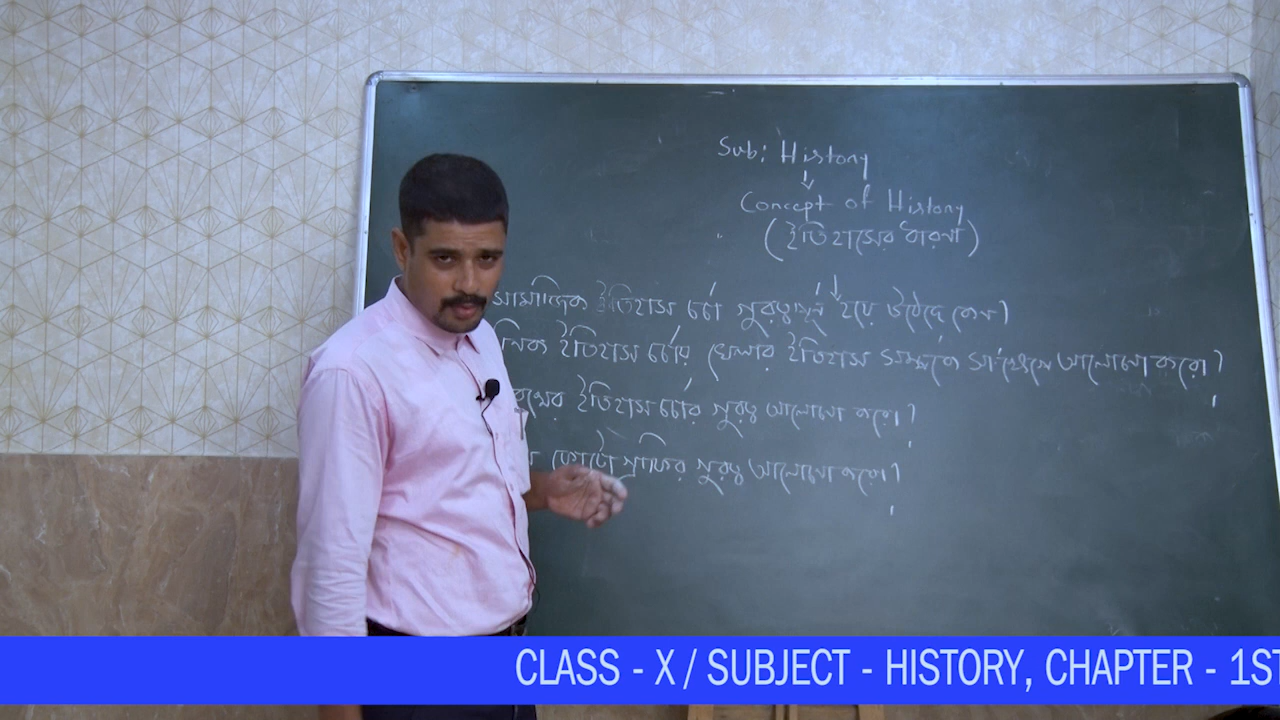 Sub: History
Concept of History
(ইতিহাসের ধারনা)
সামাজিক ইতিহাস চর্চা গুরুত্বপূর্ন হয়ে উঠেছে কেন?
ইতিহাস চর্চায় খেলার ইতিহাস সম্পর্কে সংক্ষেপে আলোচনা করো?
ইতিহাস চর্চার গুরুত্ব আলোচনা করো?
ফোটোগ্রাফির গুরুত্ব আলোচনা করো?
CLASS - X / SUBJECT - HISTORY, CHAPTER - 1ST